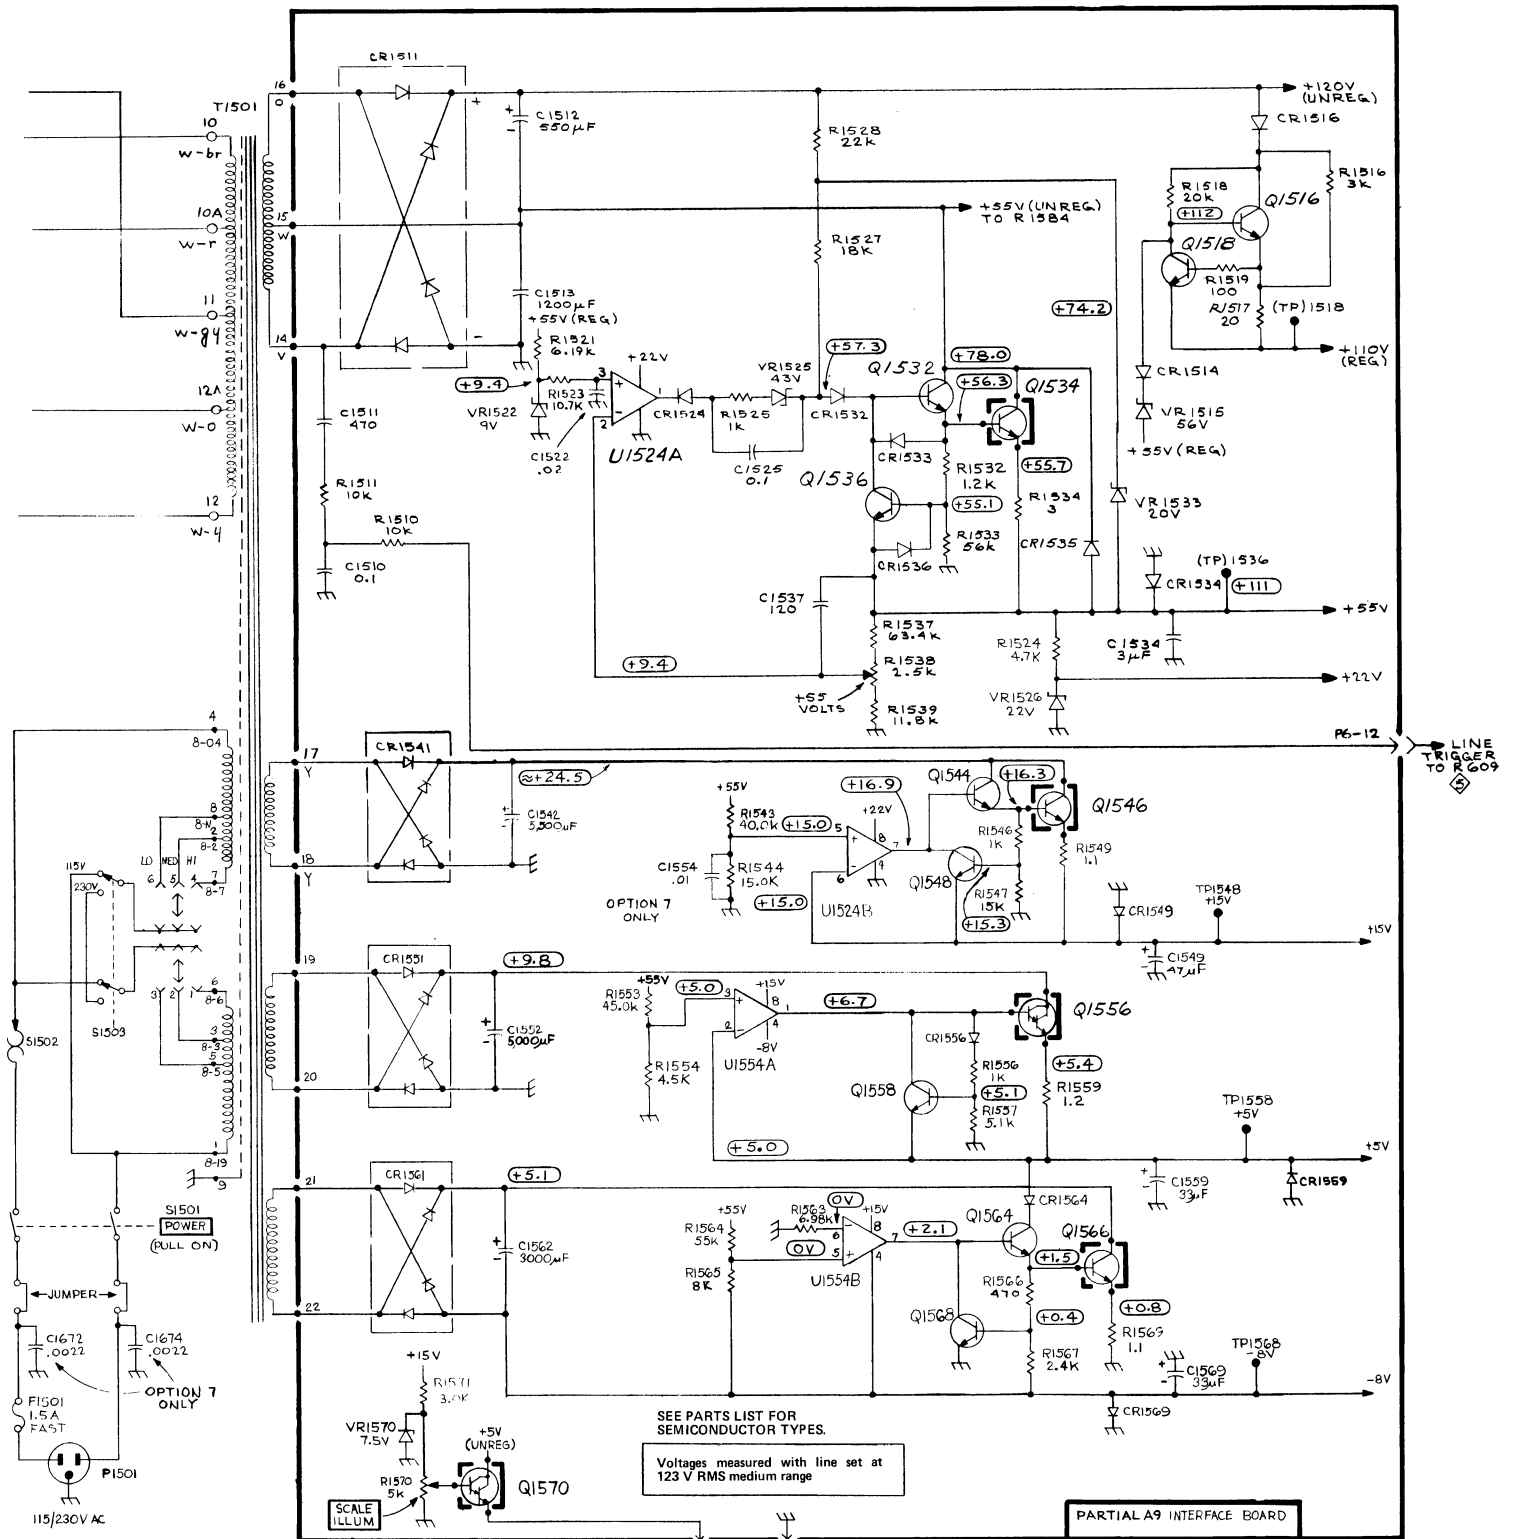 CR1511
16
O
T1501
10
W-br
10A
W-r
11
W-gy
12A
W-O
12
W-y
15
W
14
V
+
-
+
-
C1512
550µF
C1513
1200µF
+55V(REG)
R1521
6.19K
+9.4
VR1522
9V
R1523
10.7K
C1522
.02
+22V
3
+
-
2
1
U1524A
CR1524
R1525
1K
VR1525
43V
C1525
0.1
R1528
22K
R1527
18K
+57.3
CR1532
+55V(UNREG)
TO R1584
Q1532
+78.0
+56.3
Q1534
CR1533
Q1536
R1532
1.2K
+55.7
+55.1
R1534
3
R1533
56K
CR1536
CR1535
+74.2
VR1533
20V
+120V
(UNREG)
CR1516
R1518
20K
+112
Q1516
R1516
3K
Q1518
R1519
100
R1517
20
(TP)1518
+110V
(REG)
CR1514
VR1515
56V
+55V(REG)
C1511
470
R1511
10K
R1510
10K
C1510
0.1
C1537
120
+9.4
R1537
63.4K
R1538
2.5K
+55
VOLTS
R1539
11.8K
R1524
4.7K
VR1526
22V
C1534
3µF
CR1534
(TP)1536
+111
+55V
+22V
P6-12
LINE
TRIGGER
TO R609
5
4
8-04
8
8-N
2
8-2
7
8-7
LO MED HI
6 5 4
115V
230V
S1503
3 2 1
6
8-6
3
8-3
5
8-5
1
8-19
9
S1502
17
Y
18
Y
CR1541
≈+24.5
+
-
C1542
5,500µF
+55V
R1543
40.0K
+15.0
C1554
.01
R1544
15.0K
OPTION 7
ONLY
+15.0
+16.9
+22V
5
+
8
7
-
6
4
U1524B
Q1544
+16.3
Q1546
R1546
1K
Q1548
R1547
15K
+15.3
R1549
1.1
CR1549
TP1548
+15V
+
-
C1549
47µF
+15V
19
20
CR1551
+9.8
+
-
C1552
5,000µF
+55V
R1553
45.0K
+5.0
R1554
4.5K
3
+
2
-
+15V
8
1
4
-8V
U1554A
+6.7
CR1556
Q1556
R1556
1K
Q1558
+5.1
R1557
5.1K
+5.4
R1559
1.2
+5.0
TP1558
+5V
+5V
+
-
C1559
33µF
CR1559
21
22
CR1561
+5.1
+
-
C1562
3000µF
+55V
R1564
55K
R1565
8K
R1563
6.98K
0V
0V
6
-
5
+
+15V
8
7
4
U1554B
+2.1
CR1564
Q1564
+1.5
Q1566
R1566
470
Q1568
+0.4
R1567
2.4K
+0.8
R1569
1.1
+
-
C1569
33µF
TP1568
-8V
-8V
CR1569
S1501
POWER
(PULL ON)
JUMPER
C1672
.0022
C1674
.0022
OPTION 7
ONLY
F1501
1.5A
FAST
P1501
115/230V AC
+15V
R1571
3.0K
VR1570
7.5V
R1570
5K
SCALE
ILLUM
+5V
(UNREG)
Q1570
SEE PARTS LIST FOR
SEMICONDUCTOR TYPES.
Voltages measured with line set at
123 V RMS medium range
PARTIAL A9 INTERFACE BOARD